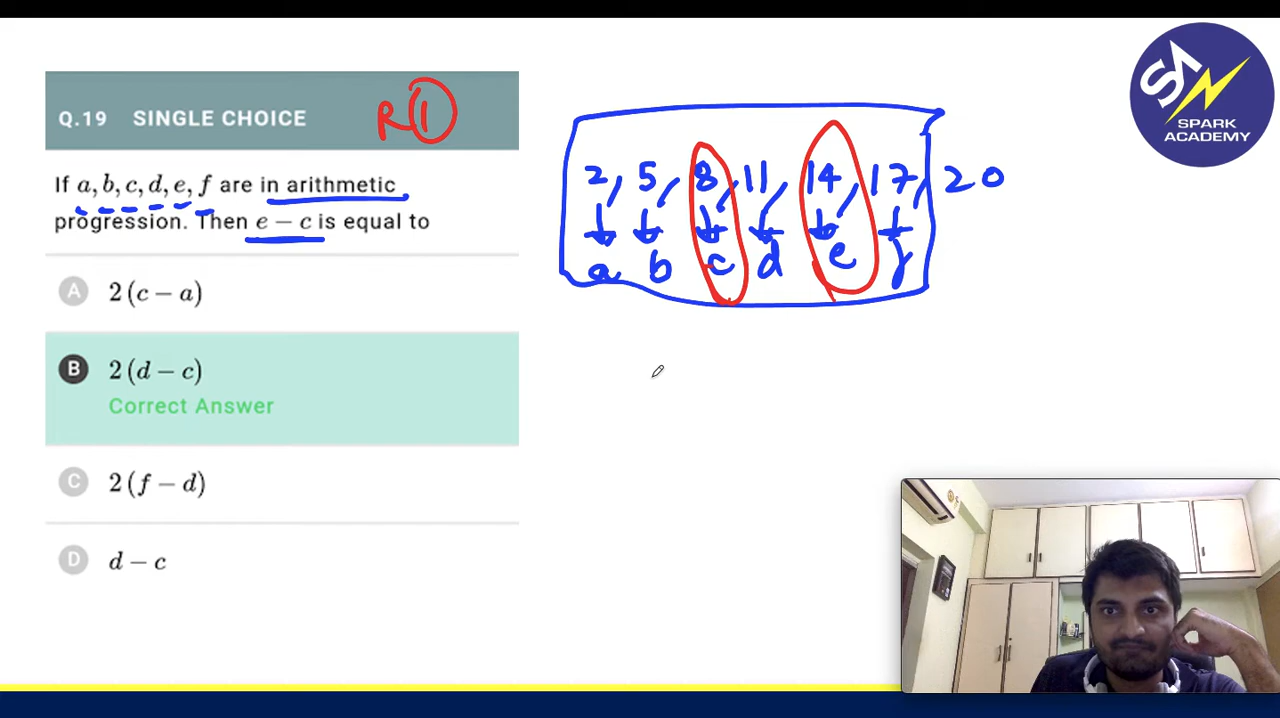 Q.19 SINGLE CHOICE
R 1
If a, b, c, d, e, f are in arithmetic
progression. Then e − c is equal to
A 2 (c − a)
B 2 (d − c)
Correct Answer
C 2 (f − d)
D d − c
2, 5, 8, 11, 14, 17, 20
a b c d e f
SPARK
ACADEMY